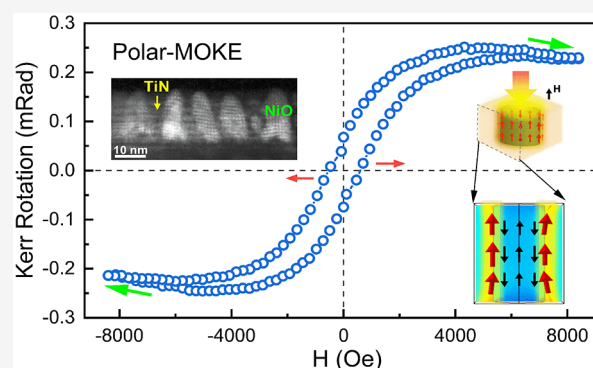 0.3
Polar-MOKE
0.2
TiN
NiO
H
0.1
10 nm
Kerr Rotation (mRad)
0.0
-0.1
-0.2
-0.3
-8000 -4000 0 4000 8000
H (Oe)